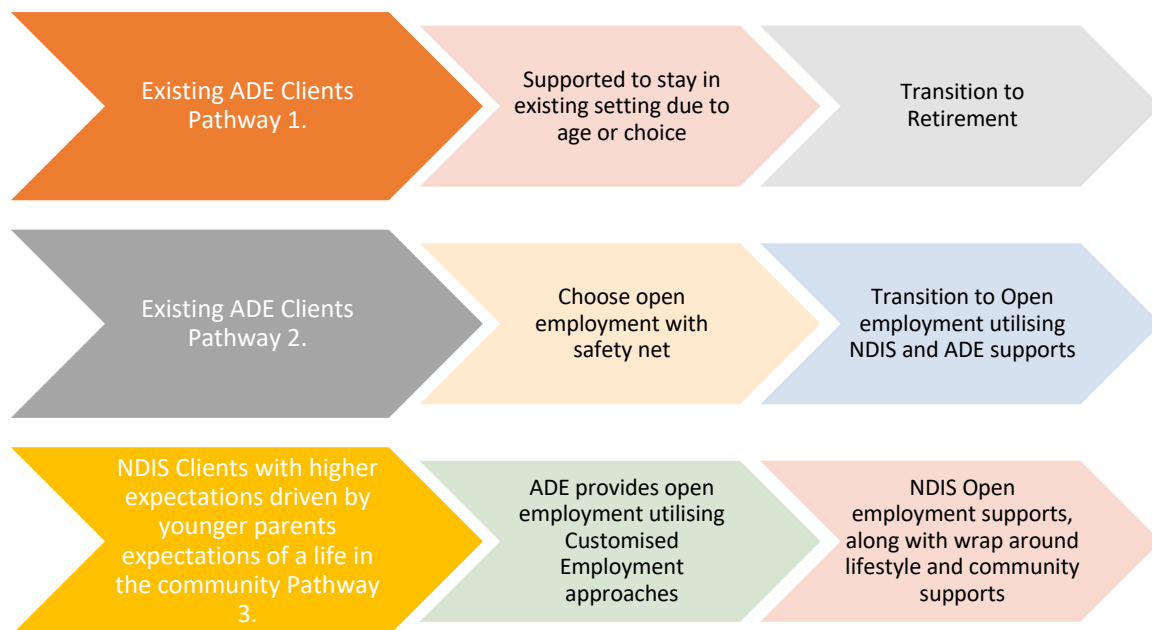 Existing ADE Clients
Pathway 1.
Supported to stay in
existing setting due to
age or choice
Transition to
Retirement
Existing ADE Clients
Pathway 2.
Choose open
employment with
safety net
Transition to Open
employment utilising
NDIS and ADE supports
NDIS Clients with higher
expectations driven by
younger parents
expectations of a life in
the community Pathway
3.
ADE provides open
employment utilising
Customised
Employment
approaches
NDIS Open
employment supports,
along with wrap around
lifestyle and community
supports